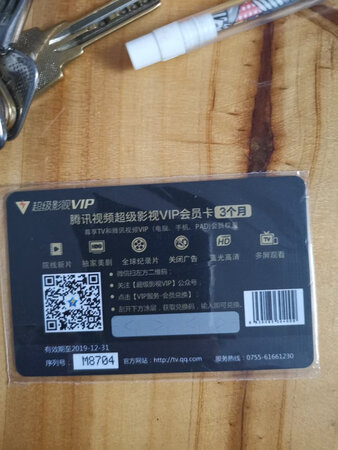 超级影视VIP
腾讯视频超级影视VIP会员卡 3个月
尊享TV和腾讯视频VIP（电脑、手机、PAD)会员权益
院线新片 独家美剧 全球纪片 关闭广告 蓝光高清 多屏观看
HD
TV
微信扫左方二维码：
关注【超级影视VIP】公众号
点击【VIP服务-会员兑换】
刮开下方涂层，获取兑换码，输入即可兑换
有效期至2019-12-31
序列号： M8704 官方网站：http://tv.qq.com 服务热线：0755-61661230